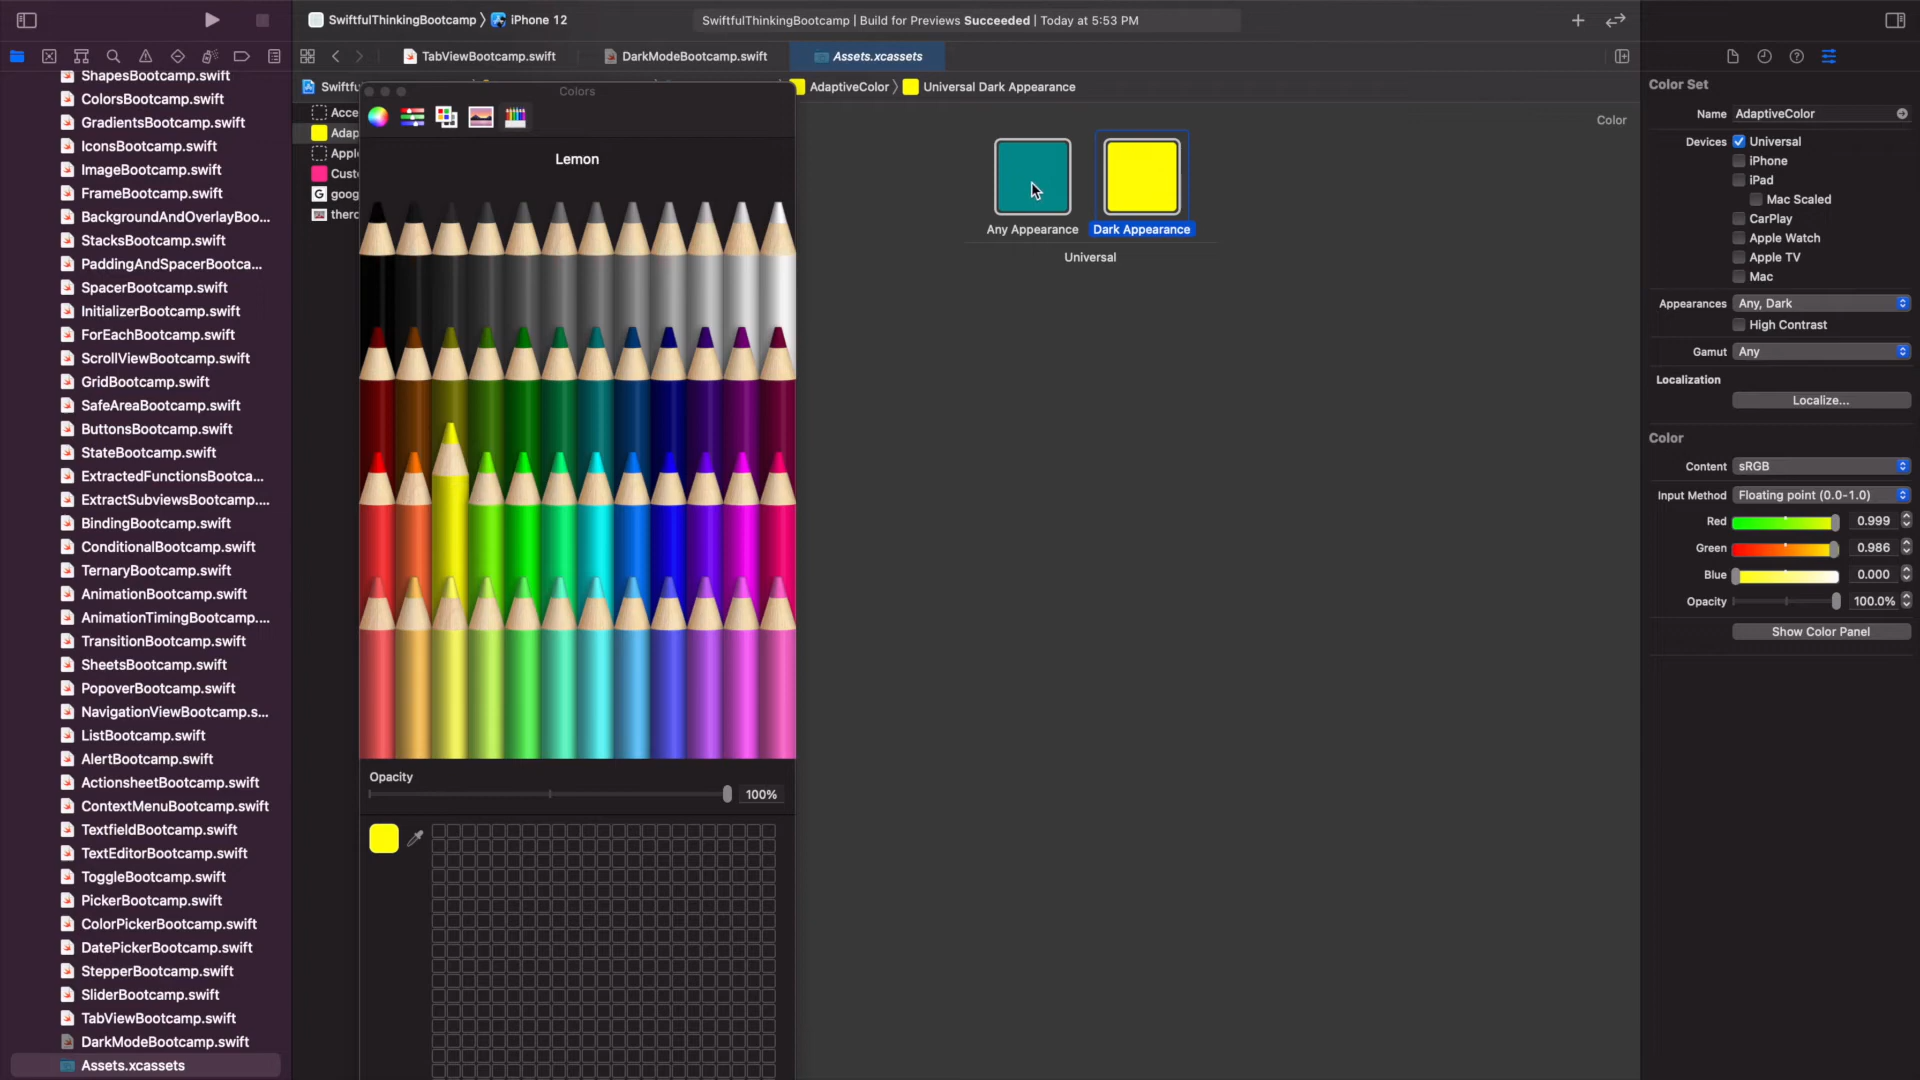 SwiftfulThinkingBootcamp 〉 iPhone 12
SwiftfulThinkingBootcamp | Build for Previews Succeeded | Today at 5:53 PM
TabViewBootcamp.swift
DarkModeBootcamp.swift
Assets.xcassets
AdaptiveColor 〉 Universal Dark Appearance
ShapesBootcamp.swift
ColorsBootcamp.swift
GradientsBootcamp.swift
IconsBootcamp.swift
ImageBootcamp.swift
FrameBootcamp.swift
BackgroundAndOverlayBoo...
StacksBootcamp.swift
PaddingAndSpacerBootca...
SpacerBootcamp.swift
InitializerBootcamp.swift
ForEachBootcamp.swift
ScrollViewBootcamp.swift
GridBootcamp.swift
SafeAreaBootcamp.swift
ButtonsBootcamp.swift
StateBootcamp.swift
ExtractedFunctionsBootca...
ExtractSubviewsBootcamp....
BindingBootcamp.swift
ConditionalBootcamp.swift
TernaryBootcamp.swift
AnimationBootcamp.swift
AnimationTimingBootcamp....
TransitionBootcamp.swift
SheetsBootcamp.swift
PopoverBootcamp.swift
NavigationViewBootcamp.s...
ListBootcamp.swift
AlertBootcamp.swift
ActionsheetBootcamp.swift
ContextMenuBootcamp.swift
TextfieldBootcamp.swift
TextEditorBootcamp.swift
ToggleBootcamp.swift
PickerBootcamp.swift
ColorPickerBootcamp.swift
DatePickerBootcamp.swift
StepperBootcamp.swift
SliderBootcamp.swift
TabViewBootcamp.swift
DarkModeBootcamp.swift
Assets.xcassets
Swiftfu
Acce
Adap
Apple
Custo
goog
therc
Colors
Lemon
Opacity
100%
Color
Any Appearance
Dark Appearance
Universal
Color Set
Name AdaptiveColor
Devices Universal
iPhone
iPad
Mac Scaled
CarPlay
Apple Watch
Apple TV
Mac
Appearances Any, Dark
High Contrast
Gamut Any
Localization
Localize...
Color
Content sRGB
Input Method Floating point (0.0-1.0)
Red 0.999
Green 0.986
Blue 0.000
Opacity 100.0%
Show Color Panel